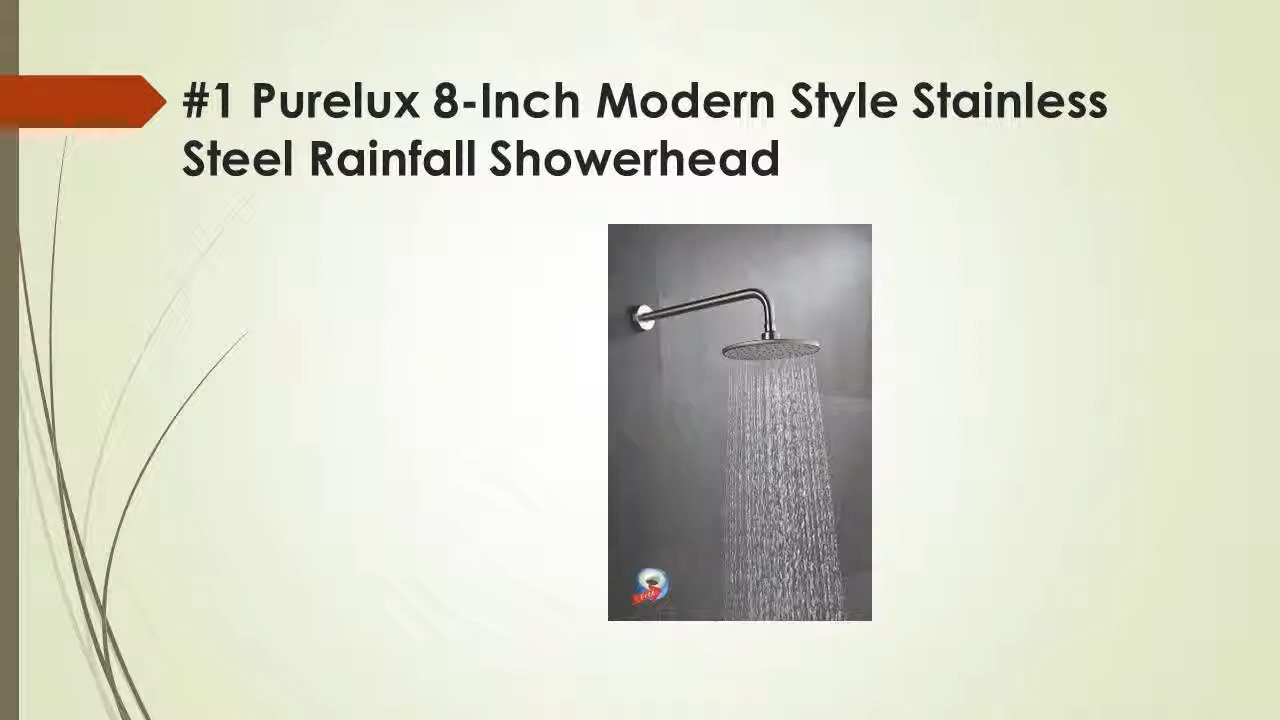 #1 Purelux 8-Inch Modern Style Stainless
Steel Rainfall Showerhead